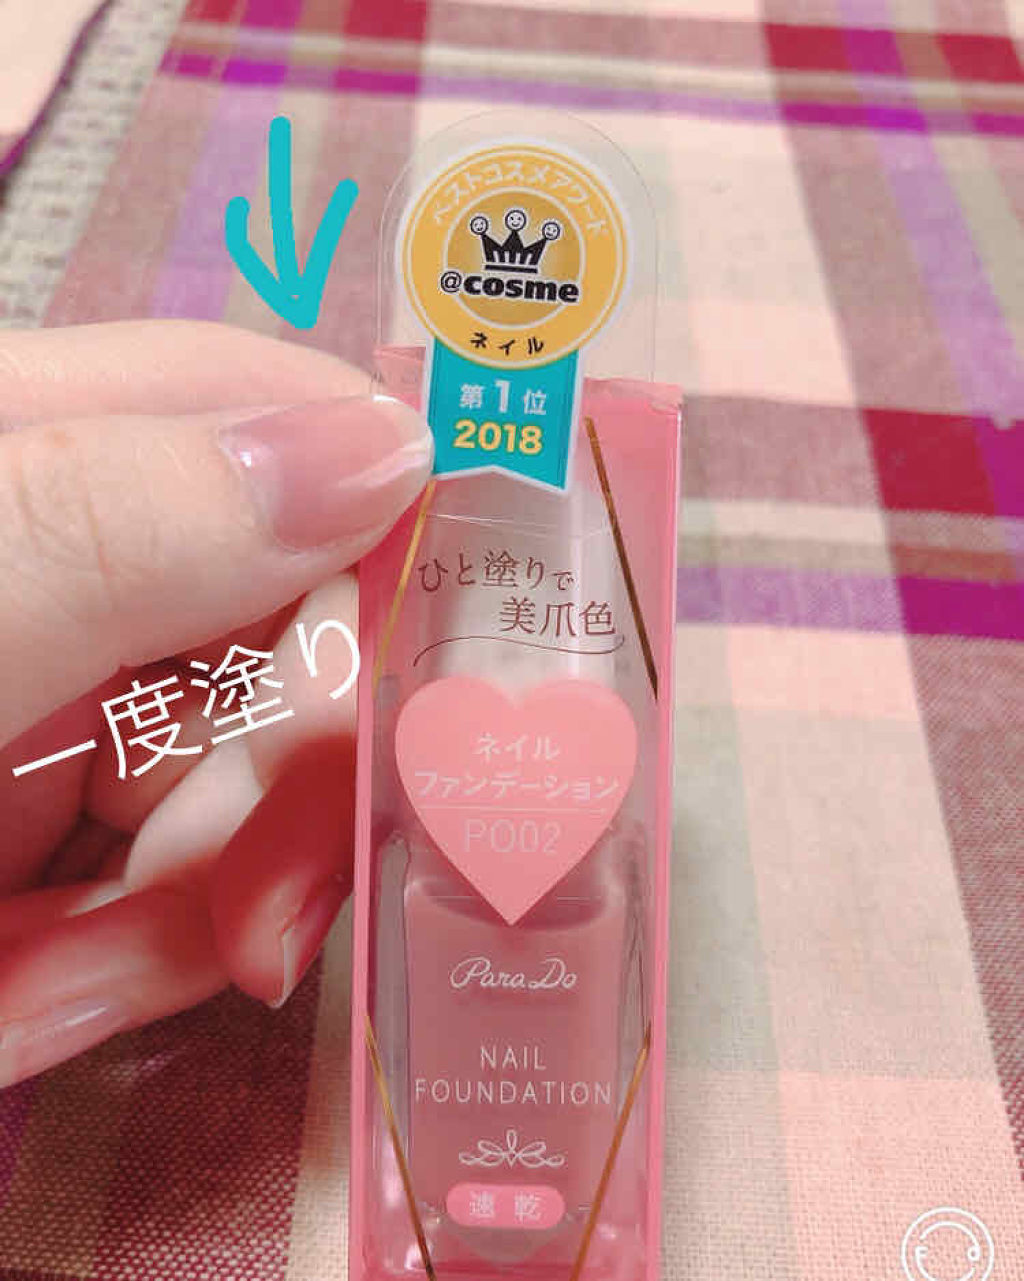 ベストコスメアワード
@cosme
ネイル
第1位
2018
ひと塗りで
美爪色
一度塗り
ネイル
ファンデーション
PO02
ParaDo
NAIL
FOUNDATION
速乾